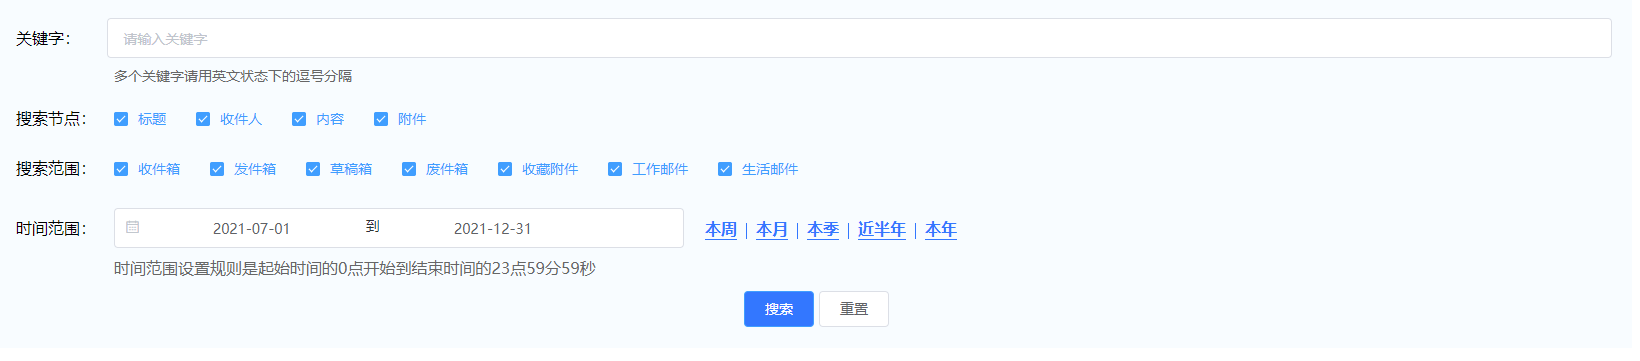 关键字： 请输入关键字
多个关键字请用英文状态下的逗号分隔
搜索节点： 标题 收件人 内容 附件
搜索范围： 收件箱 发件箱 草稿箱 废件箱 收藏附件 工作邮件 生活邮件
时间范围： 2021-07-01 到 2021-12-31 本周 | 本月 | 本季 | 近半年 | 本年
时间范围设置规则是起始时间的0点开始到结束时间的23点59分59秒
搜索 重置